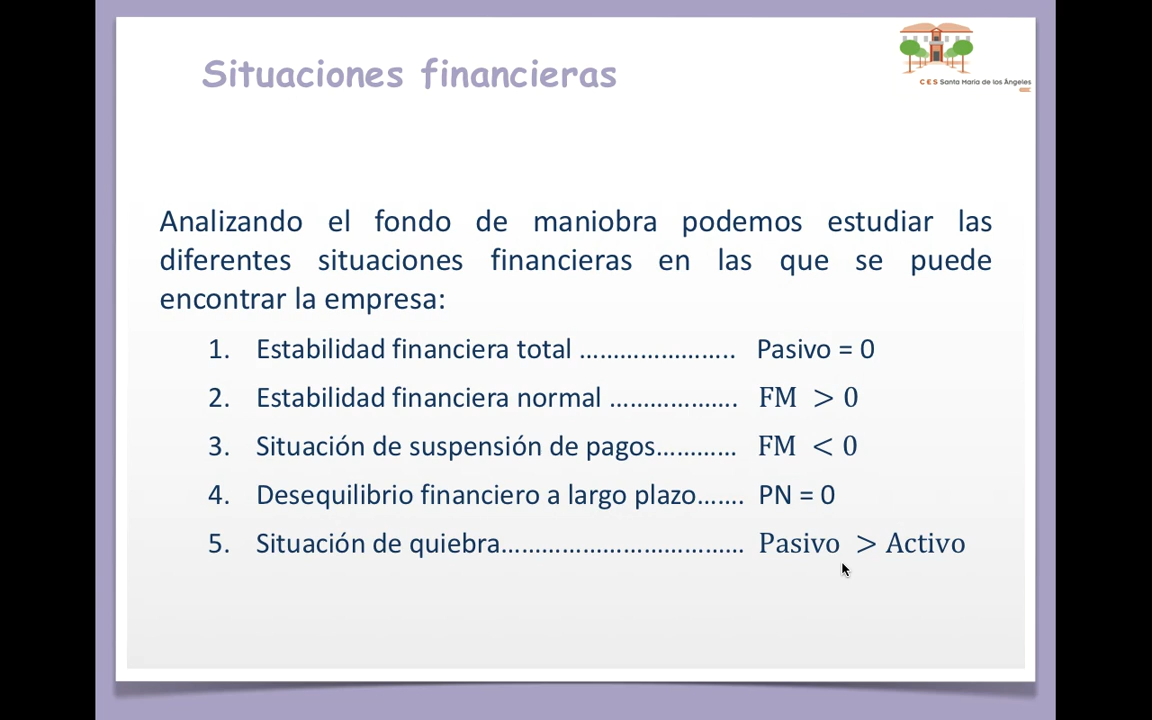 Situaciones financieras
CES Santa María de los Ángeles
Analizando el fondo de maniobra podemos estudiar las
diferentes situaciones financieras en las que se puede
encontrar la empresa:
1. Estabilidad financiera total ………………….. Pasivo = 0
2. Estabilidad financiera normal ………………. FM > 0
3. Situación de suspensión de pagos………… FM < 0
4. Desequilibrio financiero a largo plazo……. PN = 0
5. Situación de quiebra……………………………… Pasivo > Activo